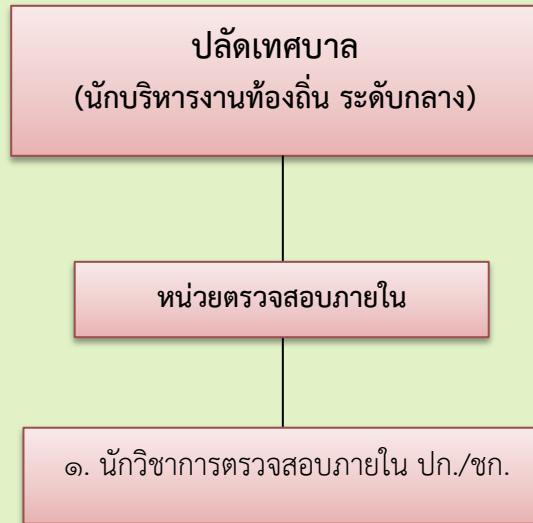 ปลัดเทศบาล
(นักบริหารงานท้องถิ่น ระดับกลาง)
หน่วยตรวจสอบภายใน
๑. นักวิชาการตรวจสอบภายใน ปก./ชก.